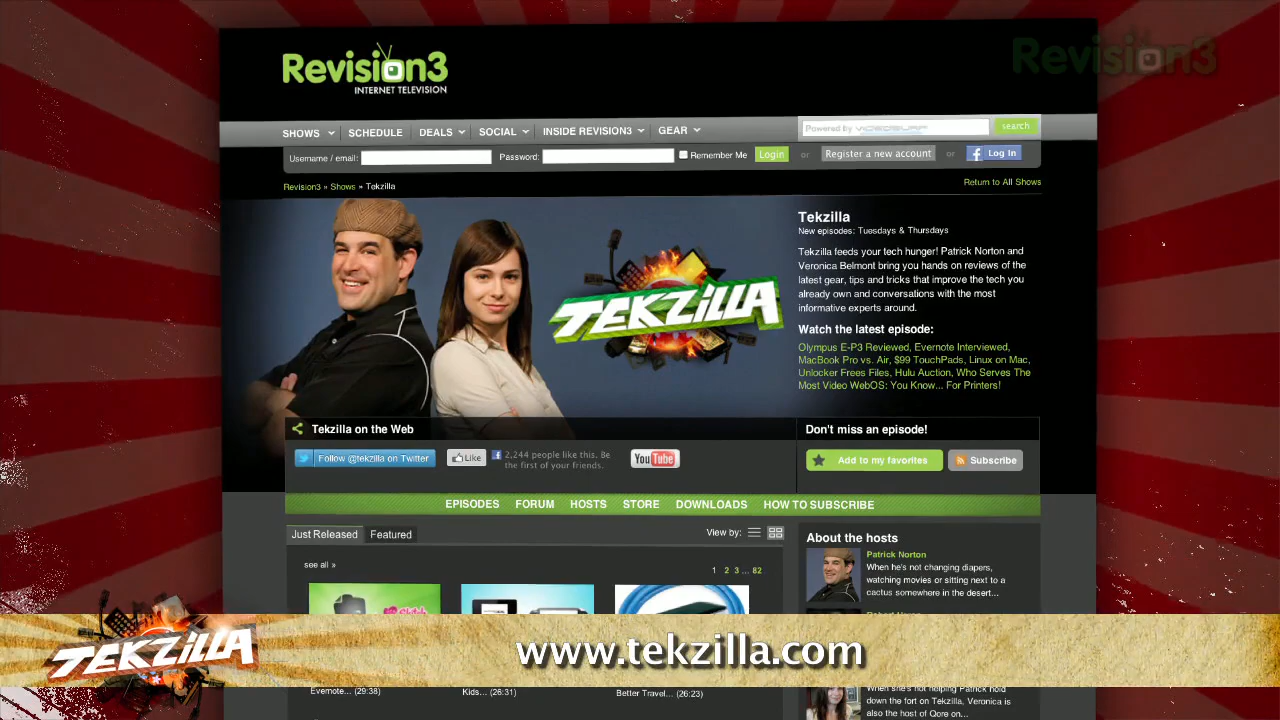 Revision3
Revision3
INTERNET TELEVISION
SHOWS SCHEDULE DEALS SOCIAL INSIDE REVISION3 GEAR
Powered by VIDEOSURF
search
Username / email: Password: Remember Me Login or Register a new account or f Log In
Revision3 » Shows » Tekzilla
Return to All Shows
TEKZILLA
Tekzilla
New episodes: Tuesdays & Thursdays
Tekzilla feeds your tech hunger! Patrick Norton and
Veronica Belmont bring you hands on reviews of the
latest gear, tips and tricks that improve the tech you
already own and conversations with the most
informative experts around.
Watch the latest episode:
Olympus E-P3 Reviewed, Evernote Interviewed,
MacBook Pro vs. Air, $99 TouchPads, Linux on Mac,
Unlocker Frees Files, Hulu Auction, Who Serves The
Most Video WebOS: You Know... For Printers!
Tekzilla on the Web
Follow @tekzilla on Twitter
Like
2,244 people like this. Be
the first of your friends.
YouTube
Don't miss an episode!
Add to my favorites
Subscribe
EPISODES FORUM HOSTS STORE DOWNLOADS HOW TO SUBSCRIBE
Just Released Featured
View by:
see all »
1 2 3 ... 82
About the hosts
Patrick Norton
When he's not changing diapers,
watching movies or sitting next to a
cactus somewhere in the desert...
TEKZILLA
www.tekzilla.com
Evernote... (29:38)
Kids... (26:31)
Better Travel... (26:23)
When she's not helping Patrick hold
down the fort on Tekzilla, Veronica is
also the host of Qore on...